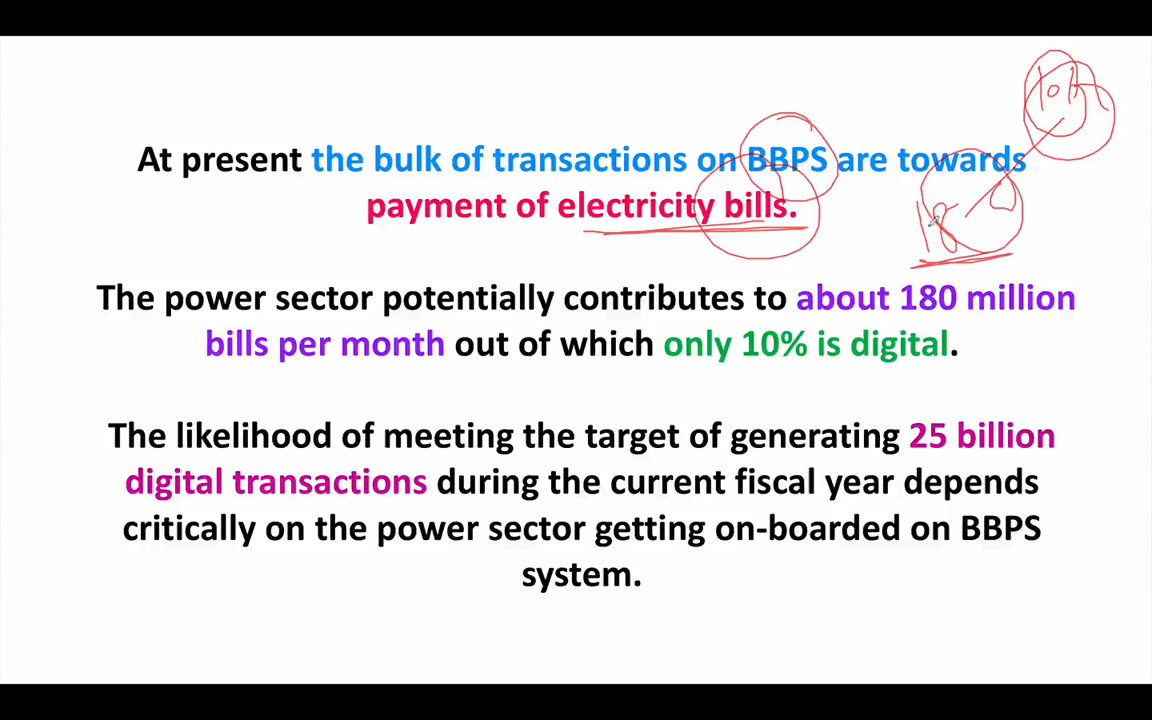 At present the bulk of transactions on BBPS are towards
payment of electricity bills.
The power sector potentially contributes to about 180 million
bills per month out of which only 10% is digital.
The likelihood of meeting the target of generating 25 billion
digital transactions during the current fiscal year depends
critically on the power sector getting on-boarded on BBPS
system.